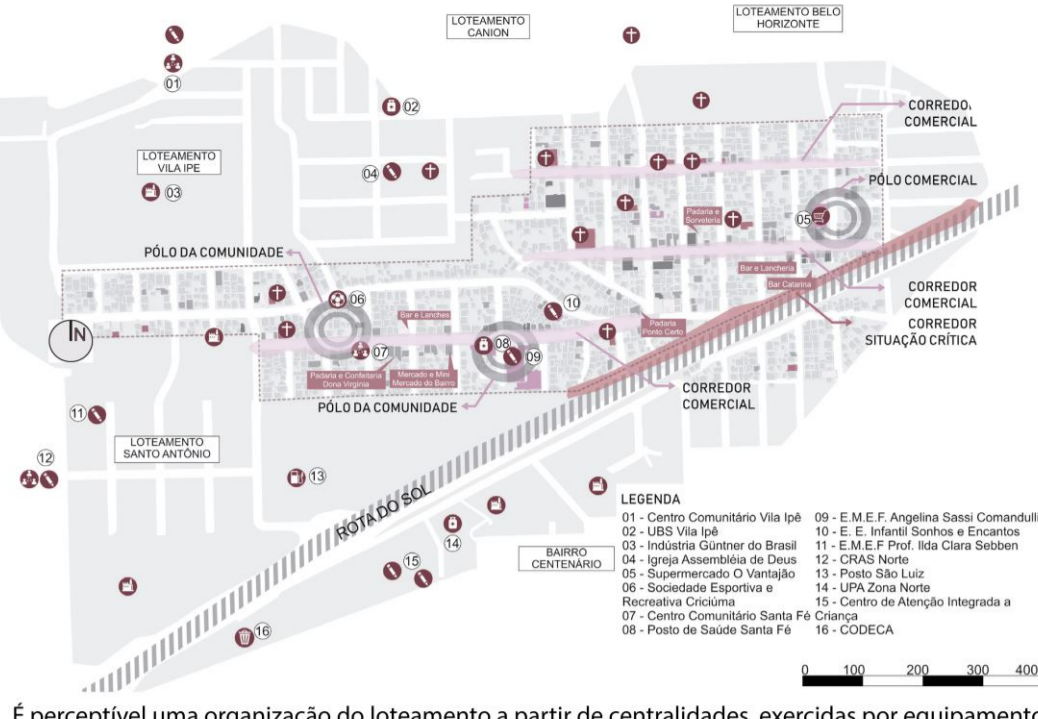 LOTEAMENTO
CANION
LOTEAMENTO BELO
HORIZONTE
01
02
CORREDO
COMERCIAL
LOTEAMENTO
VILA IPE
03
04
PÓLO COMERCIAL
05
Padaria e
Sorveteria
PÓLO DA COMUNIDADE
Bar e Lancheria
Bar Catarina
06
10
CORREDOR
COMERCIAL
Bar e Lanches
Padaria
Ponto Certo
CORREDOR
SITUAÇÃO CRÍTICA
N
07
08
09
Padaria e Confeitaria
Dona Virgínia
Mercado e Mini
Mercado do Bairro
CORREDOR
COMERCIAL
PÓLO DA COMUNIDADE
11
LOTEAMENTO
SANTO ANTÔNIO
12
13
ROTA DO SOL
14
BAIRRO
CENTENÁRIO
15
16
LEGENDA
01 - Centro Comunitário Vila Ipê
02 - UBS Vila Ipê
03 - Indústria Güntner do Brasil
04 - Igreja Assembléia de Deus
05 - Supermercado O Vantajão
06 - Sociedade Esportiva e
Recreativa Criciúma
07 - Centro Comunitário Santa Fé
08 - Posto de Saúde Santa Fé
09 - E.M.E.F. Angelina Sassi Comandulli
10 - E. E. Infantil Sonhos e Encantos
11 - E.M.E.F Prof. Ilda Clara Sebben
12 - CRAS Norte
13 - Posto São Luiz
14 - UPA Zona Norte
15 - Centro de Atenção Integrada a
Criança
16 - CODECA
0 100 200 300 400
É perceptível uma organização do loteamento a partir de centralidades, exercidas por equipamento